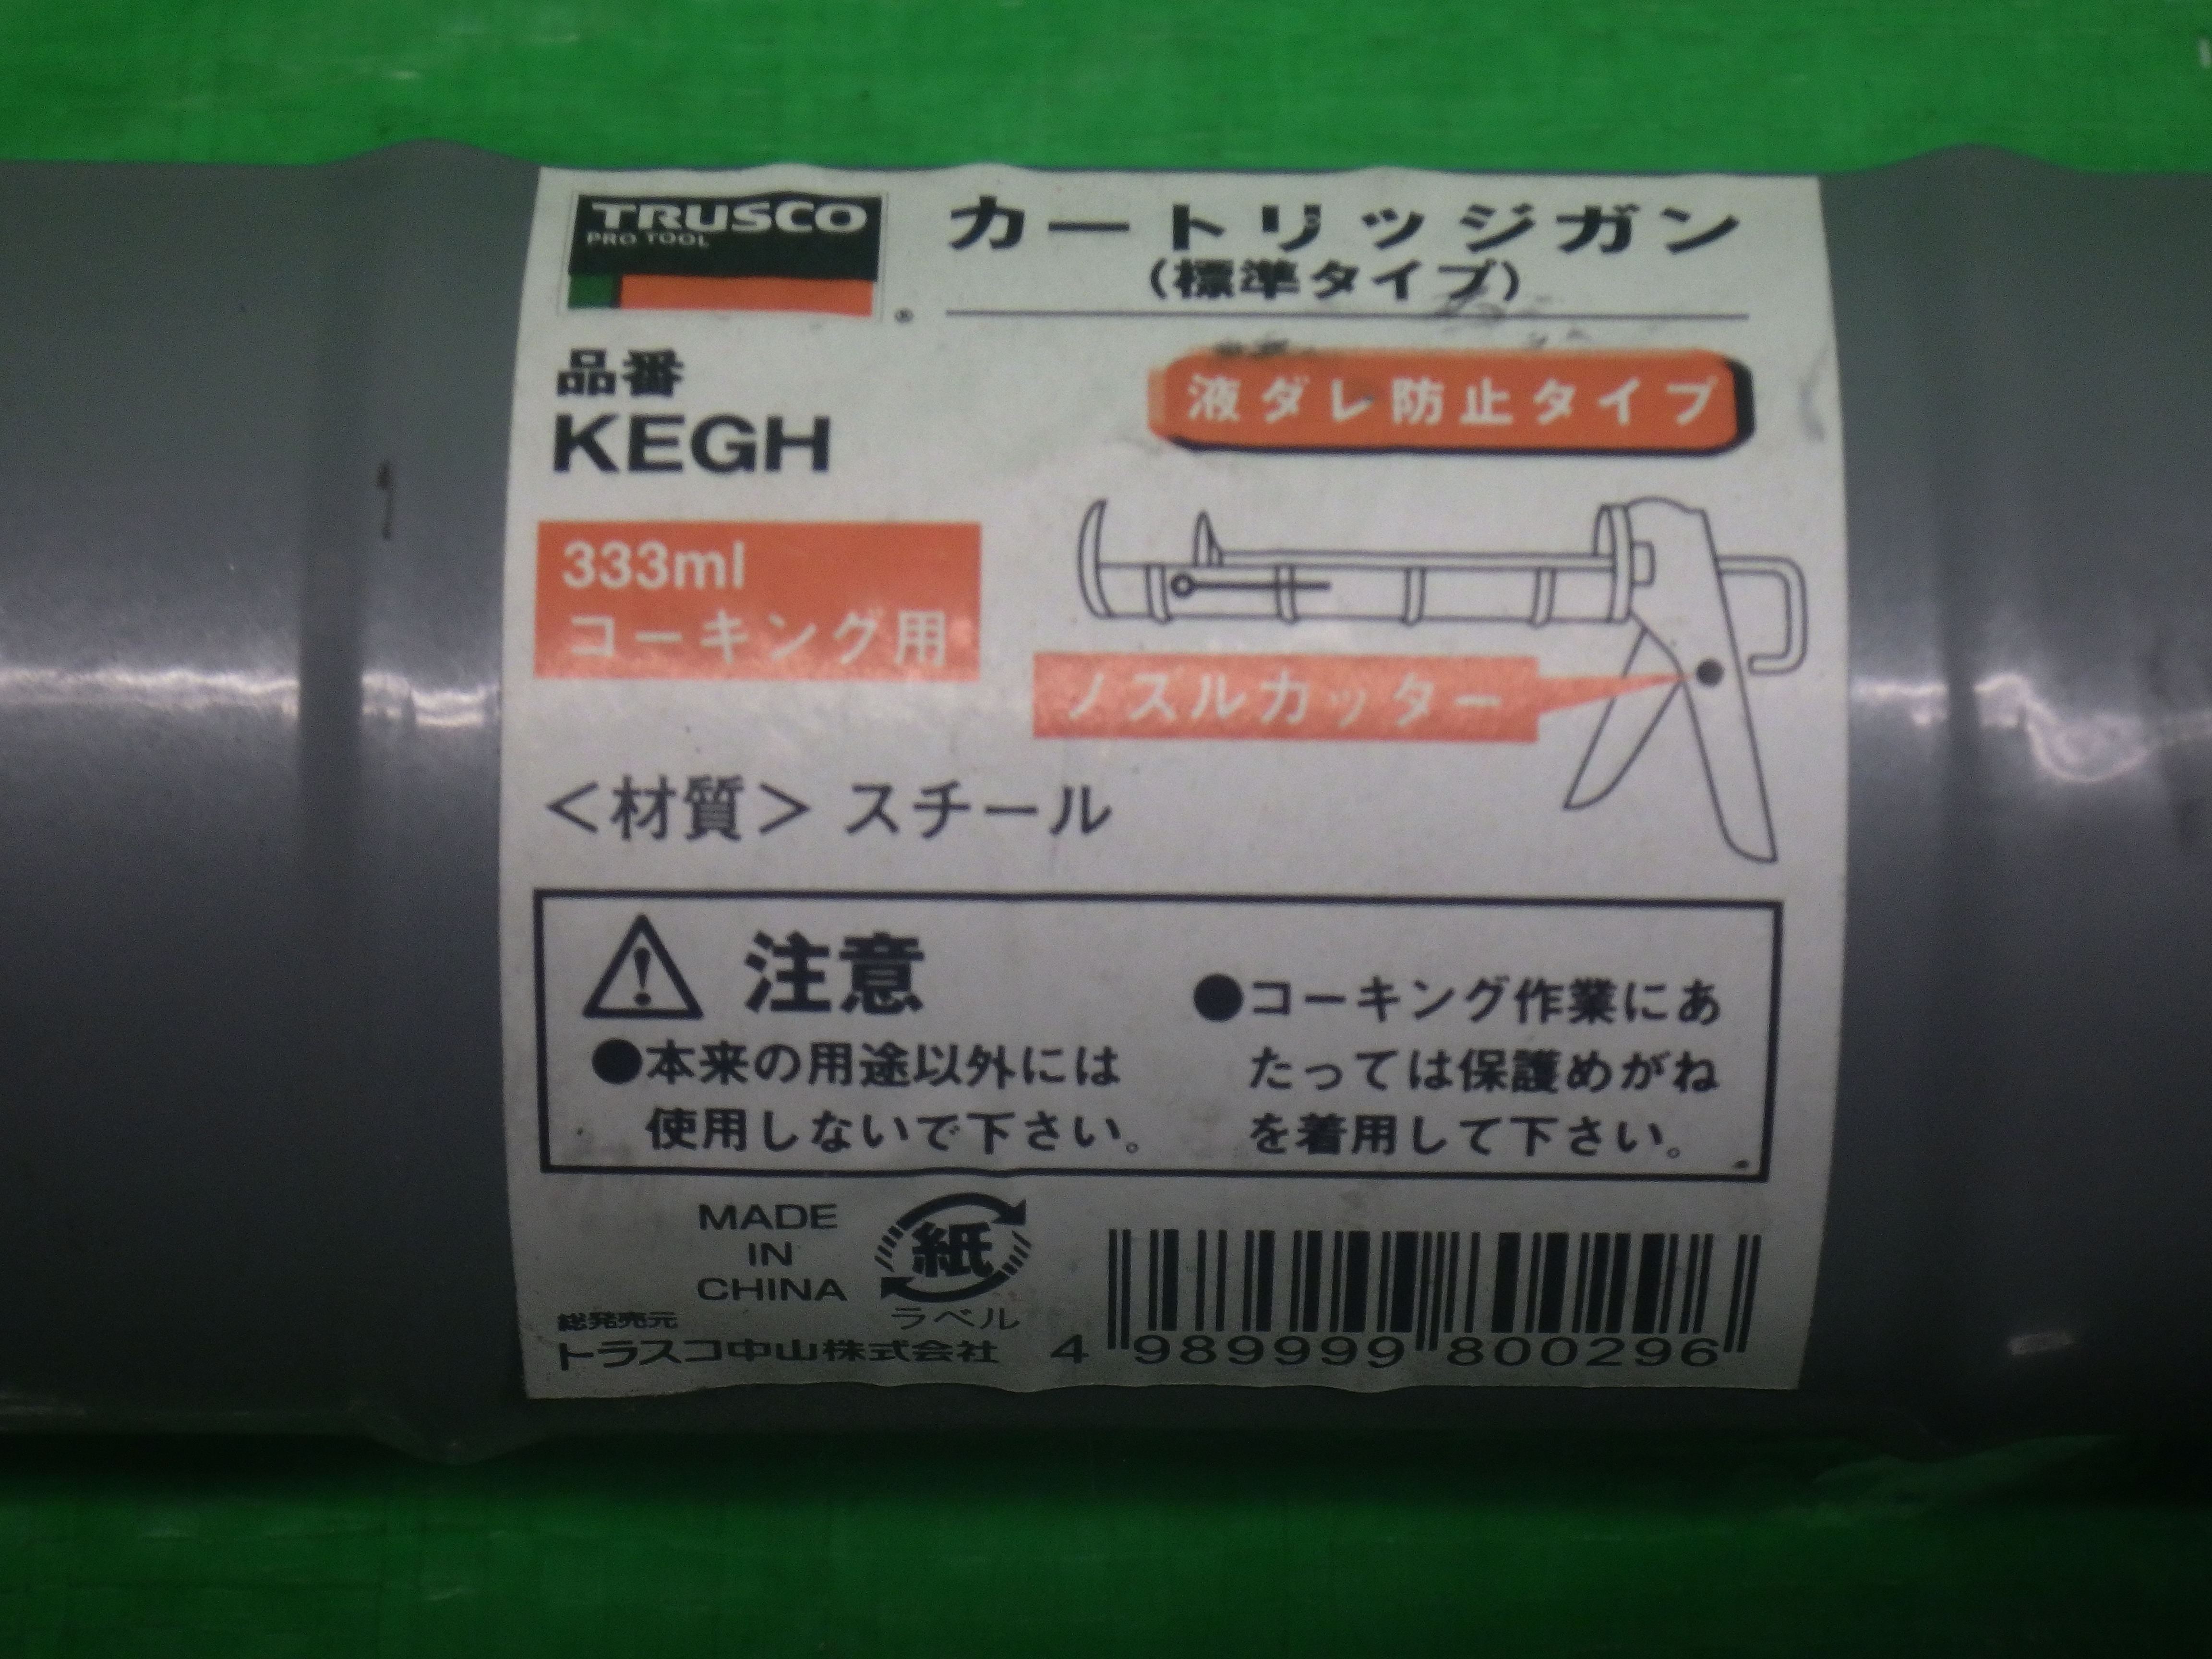 TRUSCO
PRO TOOL
®
カートリッジガン
(標準タイプ)
品番
KEGH
液ダレ防止タイプ
333ml
コーキング用
ノズルカッター
<材質> スチール
注意
●本来の用途以外には
使用しないで下さい。
●コーキング作業にあ
たっては保護めがね
を着用して下さい。
MADE
IN
CHINA
紙
ラベル
総発売元
トラスコ中山株式会社
4 989999 800296